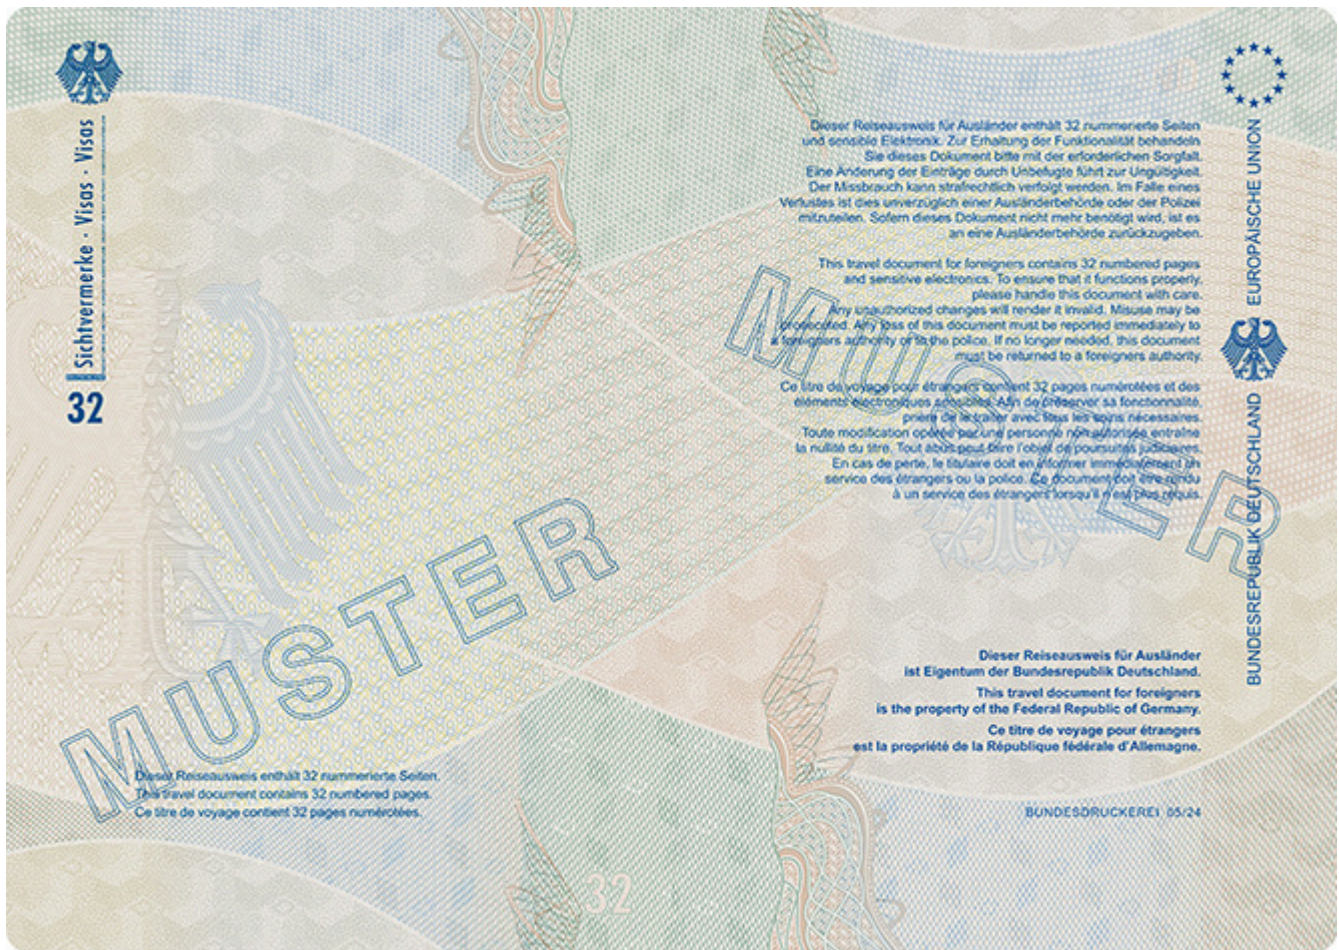 Sichtvermerke · Visas · Visas
32
MUSTER
Dieser Reiseausweis enthält 32 nummerierte Seiten.
This travel document contains 32 numbered pages.
Ce titre de voyage contient 32 pages numérotées.
32
Dieser Reiseausweis für Ausländer enthält 32 nummerierte Seiten
und sensible Elektronik. Zur Erhaltung der Funktionalität behandeln
Sie dieses Dokument bitte mit der erforderlichen Sorgfalt.
Eine Änderung der Einträge durch Unbefugte führt zur Ungültigkeit.
Der Missbrauch kann strafrechtlich verfolgt werden. Im Falle eines
Verlustes ist dies unverzüglich einer Ausländerbehörde oder der Polizei
mitzuteilen. Sofern dieses Dokument nicht mehr benötigt wird, ist es
an eine Ausländerbehörde zurückzugeben.
This travel document for foreigners contains 32 numbered pages
and sensitive electronics. To ensure that it functions properly,
please handle this document with care.
Any unauthorized changes will render it invalid. Misuse may be
prosecuted. Any loss of this document must be reported immediately to
a foreigners authority or to the police. If no longer needed, this document
must be returned to a foreigners authority.
Ce titre de voyage pour étrangers contient 32 pages numérotées et des
éléments électroniques sensibles. Afin de préserver sa fonctionnalité,
prière de le traiter avec tous les soins nécessaires.
Toute modification opérée par une personne non autorisée entraîne
la nullité du titre. Tout abus peut faire l'objet de poursuites judiciaires.
En cas de perte, le titulaire doit en informer immédiatement un
service des étrangers ou la police. Ce document doit être rendu
à un service des étrangers lorsqu'il n'est plus requis.
MUSTER
Dieser Reiseausweis für Ausländer
ist Eigentum der Bundesrepublik Deutschland.
This travel document for foreigners
is the property of the Federal Republic of Germany.
Ce titre de voyage pour étrangers
est la propriété de la République fédérale d'Allemagne.
BUNDESDRUCKEREI 05/24
BUNDESREPUBLIK DEUTSCHLAND EUROPÄISCHE UNION